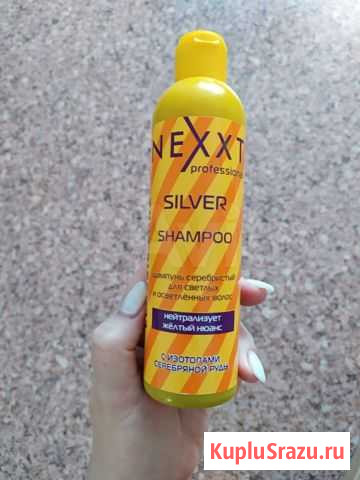 NEXXT
professional
SILVER
SHAMPOO
шампунь серебристый
для светлых
и осветлённых волос
нейтрализует
жёлтый нюанс
С ИЗОТОПАМИ
СЕРЕБРЯНОЙ РУДЫ
KupluSrazu.ru